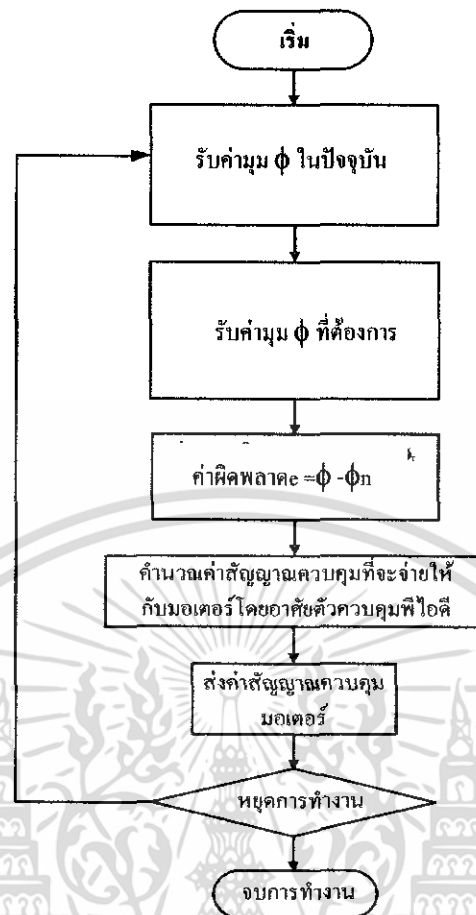 เริ่ม
รับค่ามุม ϕ ในปัจจุบัน
รับค่ามุม ϕ ที่ต้องการ
ค่าผิดพลาดe =ϕ -ϕn
คำนวณค่าสัญญาณควบคุมที่จะจ่ายให้
กับมอเตอร์โดยอาศัยตัวควบคุมพีไอดี
ส่งค่าสัญญาณควบคุม
มอเตอร์
หยุดการทำงาน
จบการทำงาน